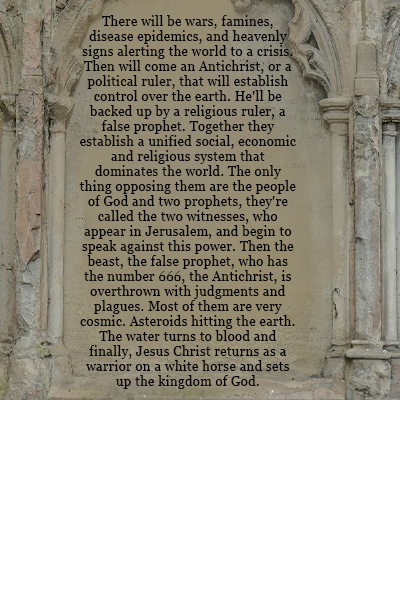 There will be wars, famines,
disease epidemics, and heavenly
signs alerting the world to a crisis.
Then will come an Antichrist, or a
political ruler, that will establish
control over the earth. He'll be
backed up by a religious ruler, a
false prophet. Together they
establish a unified social, economic
and religious system that
dominates the world. The only
thing opposing them are the people
of God and two prophets, they're
called the two witnesses, who
appear in Jerusalem, and begin to
speak against this power. Then the
beast, the false prophet, who has
the number 666, the Antichrist, is
overthrown with judgments and
plagues. Most of them are very
cosmic. Asteroids hitting the earth.
The water turns to blood and
finally, Jesus Christ returns as a
warrior on a white horse and sets
up the kingdom of God.